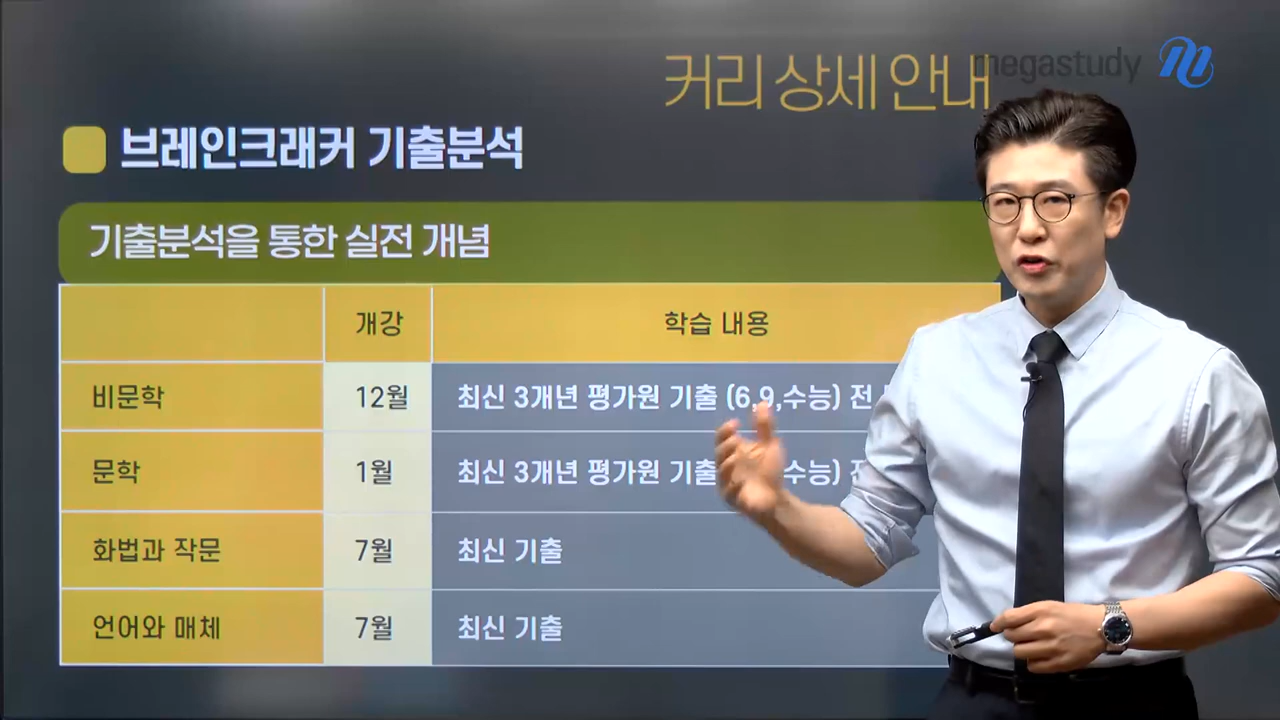 커리 상세 안내
megastudy
브레인크래커 기출분석
기출분석을 통한 실전 개념
개강 학습 내용
비문학 12월 최신 3개년 평가원 기출 (6,9,수능) 전
문학 1월 최신 3개년 평가원 기출 수능)
화법과 작문 7월 최신 기출
언어와 매체 7월 최신 기출